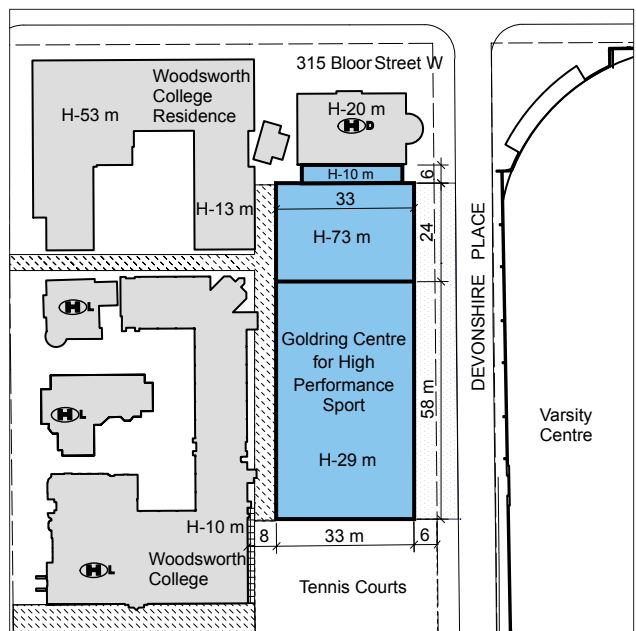 315 Bloor Street W
Woodsworth
College
Residence
H-53 m
H-20 m
H D
H-10 m
6
H-13 m
33
H-73 m
24
DEVONSHIRE PLACE
H L
Goldring Centre
for High
Performance
Sport
58 m
H L
Varsity
Centre
H-29 m
H-10 m
8
33 m
6
Woodsworth
College
H L
Tennis Courts